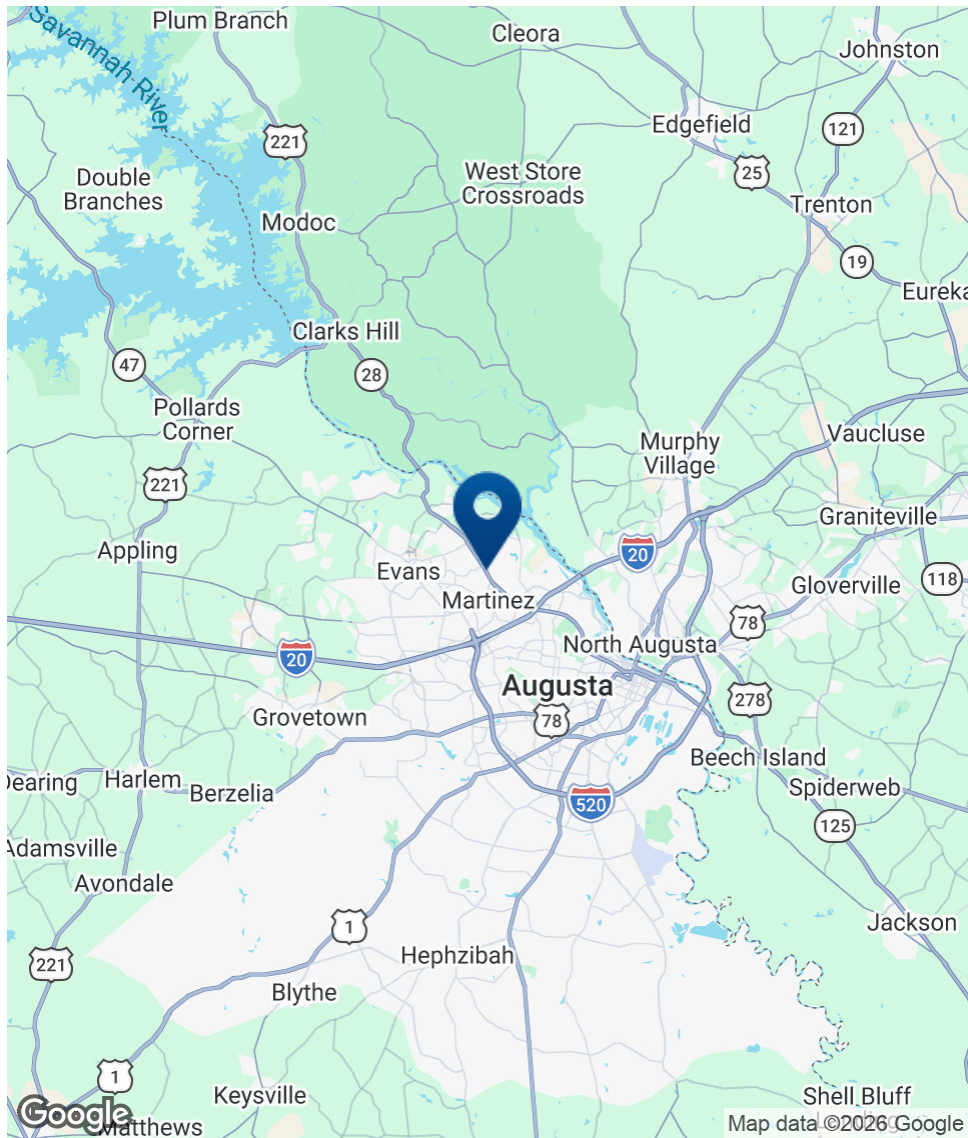 Plum Branch
Cleora
Johnston
Savannah River
221
Edgefield
121
25
Double
Branches
West Store
Crossroads
Trenton
Modoc
19
Eureka
Clarks Hill
47
28
Pollards
Corner
Murphy
Village
Vaucluse
221
Graniteville
Appling
20
Evans
118
Gloverville
Martinez
78
North Augusta
20
Augusta
278
Grovetown
78
Beech Island
Dearing
Harlem
Berzelia
Spiderweb
520
125
Adamsville
Avondale
Jackson
1
Hephzibah
221
Blythe
1
Keysville
Shell Bluff
Landing
Google
Matthews
Map data ©2026 Google